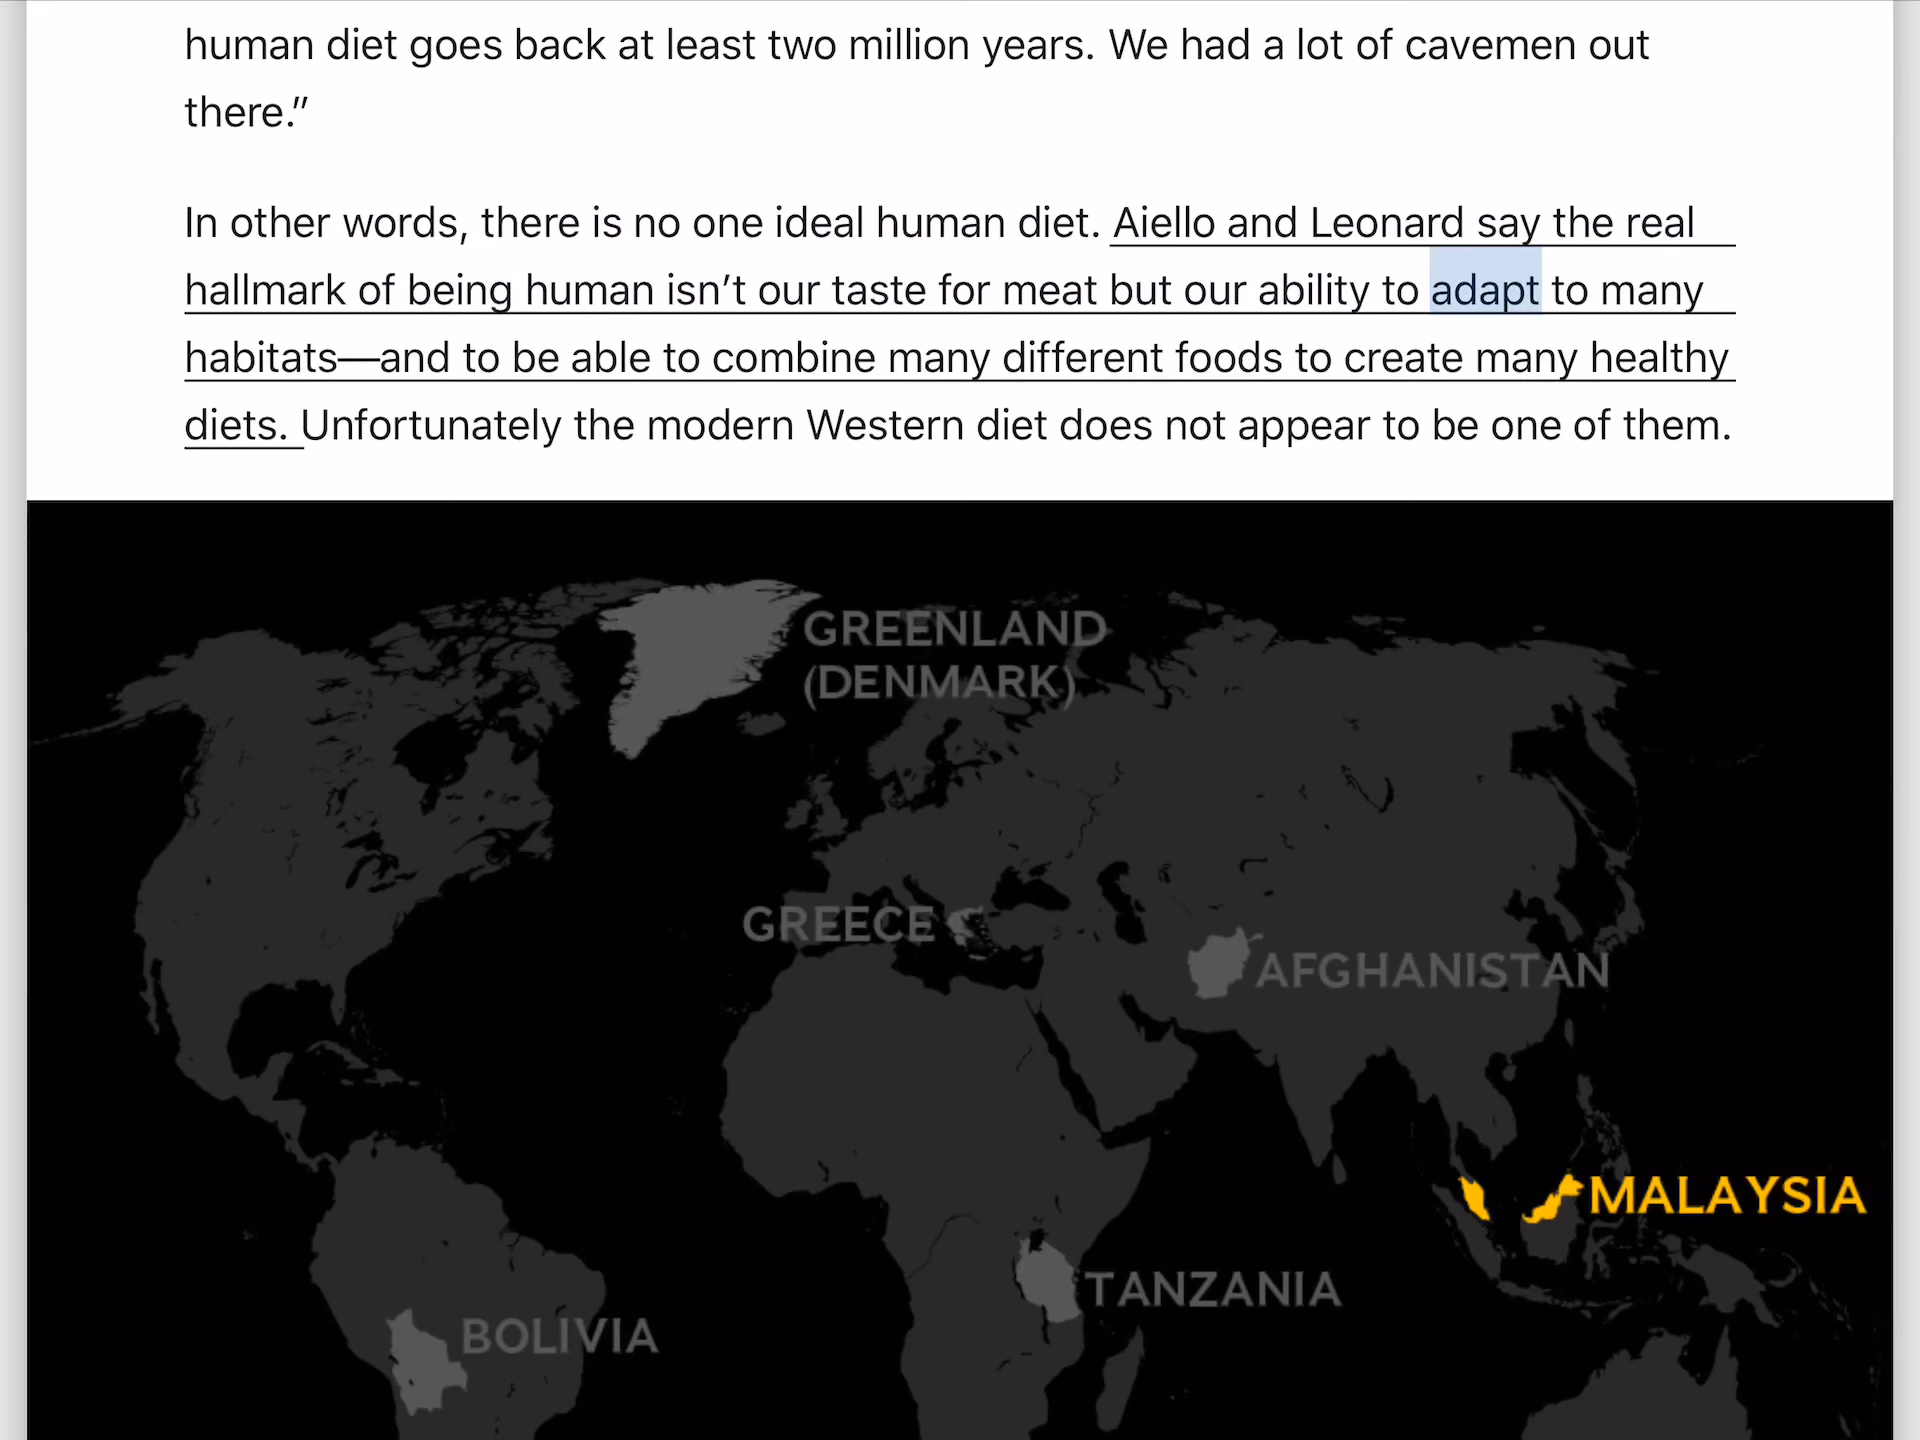 human diet goes back at least two million years. We had a lot of cavemen out
there.”
In other words, there is no one ideal human diet. Aiello and Leonard say the real
hallmark of being human isn’t our taste for meat but our ability to adapt to many
habitats—and to be able to combine many different foods to create many healthy
diets. Unfortunately the modern Western diet does not appear to be one of them.
GREENLAND
(DENMARK)
GREECE
AFGHANISTAN
MALAYSIA
TANZANIA
BOLIVIA